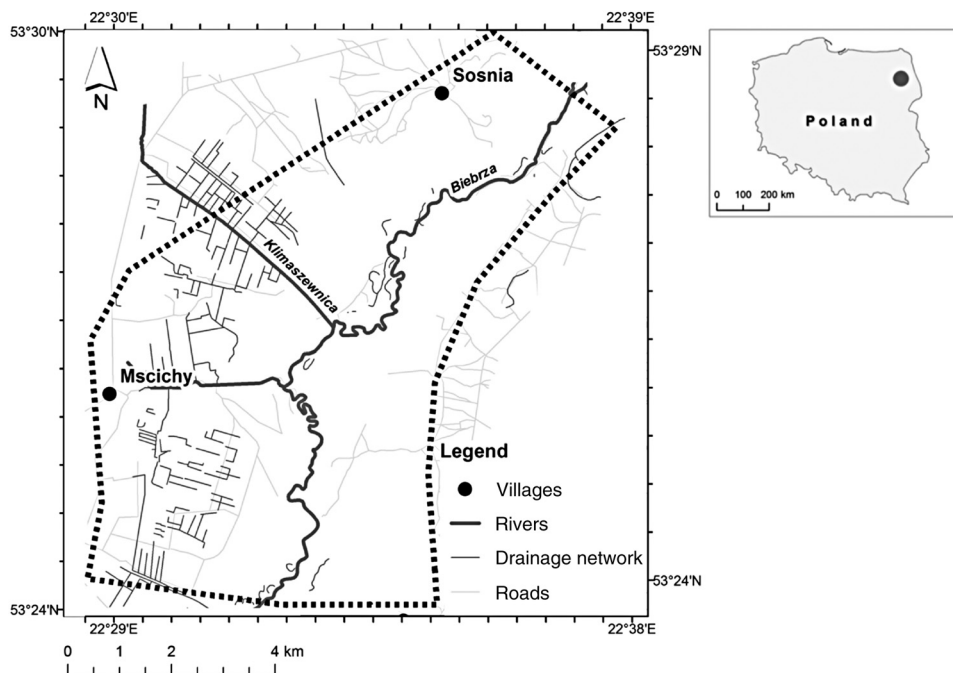 22°30'E
22°39'E
53°30'N
53°29'N
N
Sosnia
Poland
Biebrza
0 100 200 km
Klimaszewnica
Mscichy
Legend
Villages
Rivers
Drainage network
Roads
53°24'N
53°24'N
22°29'E
22°38'E
0 1 2 4 km